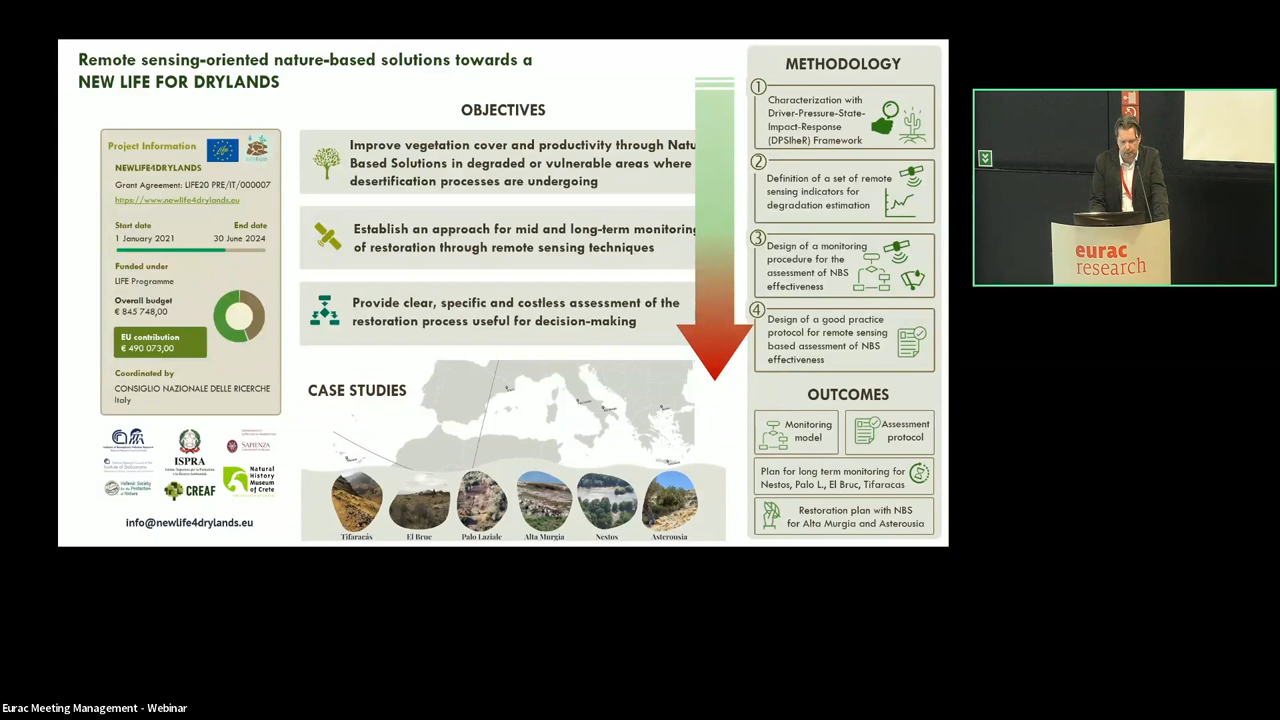 Remote sensing-oriented nature-based solutions towards a
NEW LIFE FOR DRYLANDS
Project Information
NEWLIFE4DRYLANDS
Grant Agreement: LIFE20 PRE/IT/000007
https://www.newlife4drylands.eu
Start date End date
1 January 2021 30 June 2024
Funded under
LIFE Programme
Overall budget
€ 845 748,00
EU contribution
€ 490 073,00
Coordinated by
CONSIGLIO NAZIONALE DELLE RICERCHE
Italy
ISPRA
SAPIENZA
CREAF
Natural
History
Museum
of Crete
info@newlife4drylands.eu
OBJECTIVES
Improve vegetation cover and productivity through Natu
Based Solutions in degraded or vulnerable areas where
desertification processes are undergoing
Establish an approach for mid and long-term monitoring
of restoration through remote sensing techniques
Provide clear, specific and costless assessment of the
restoration process useful for decision-making
CASE STUDIES
Tifaracás El Bruc Palo Laziale Alta Murgia Nestos Asterousia
METHODOLOGY
1
Characterization with
Driver-Pressure-State-
Impact-Response
(DPSIheR) Framework
2
Definition of a set of remote
sensing indicators for
degradation estimation
3
Design of a monitoring
procedure for the
assessment of NBS
effectiveness
4
Design of a good practice
protocol for remote sensing
based assessment of NBS
effectiveness
OUTCOMES
Monitoring
model
Assessment
protocol
Plan for long term monitoring for
Nestos, Palo L., El Bruc, Tifaracas
Restoration plan with NBS
for Alta Murgia and Asterousia
eurac
research
Eurac Meeting Management - Webinar